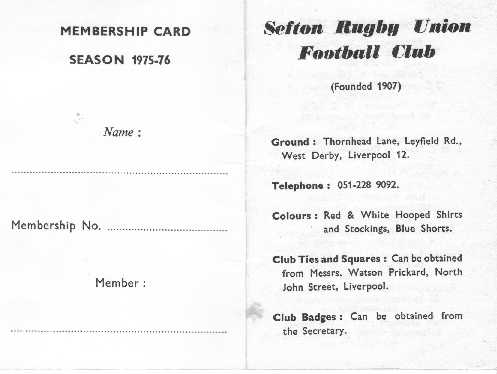 MEMBERSHIP CARD
SEASON 1975-76
Name :
Membership No.
Member :
Sefton Rugby Union
Football Club
(Founded 1907)
Ground : Thornhead Lane, Leyfield Rd.,
West Derby, Liverpool 12.
Telephone : 051-228 9092.
Colours : Red & White Hooped Shirts
and Stockings, Blue Shorts.
Club Ties and Squares : Can be obtained
from Messrs. Watson Prickard, North
John Street, Liverpool.
Club Badges : Can be obtained from
the Secretary.